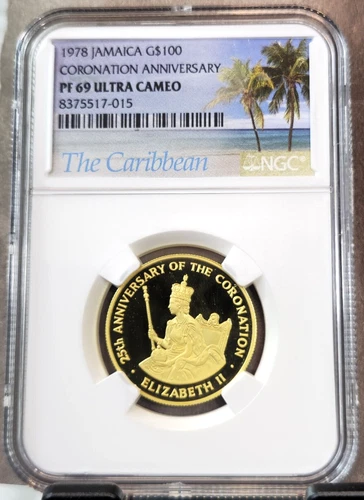 1978 JAMAICA G$100
CORONATION ANNIVERSARY
PF 69 ULTRA CAMEO
8375517-015
The Caribbean
NGC
25th ANNIVERSARY OF THE CORONATION
• ELIZABETH II •